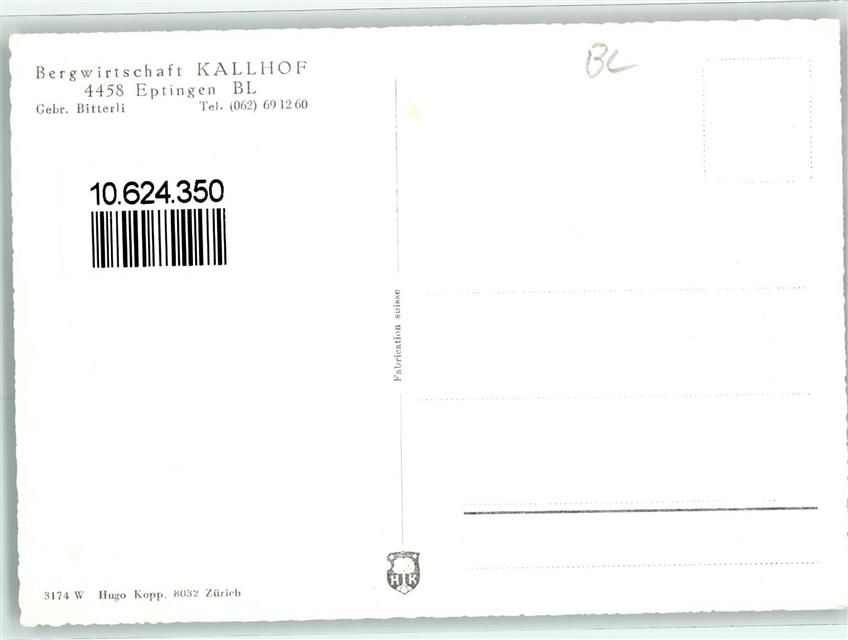 Bergwirtschaft KALLHOF
4458 Eptingen BL
Gebr. Bitterli Tel. (062) 69 12 60
BL
10.624.350
Fabrication suisse
H K
3174 W Hugo Kopp, 8032 Zürich